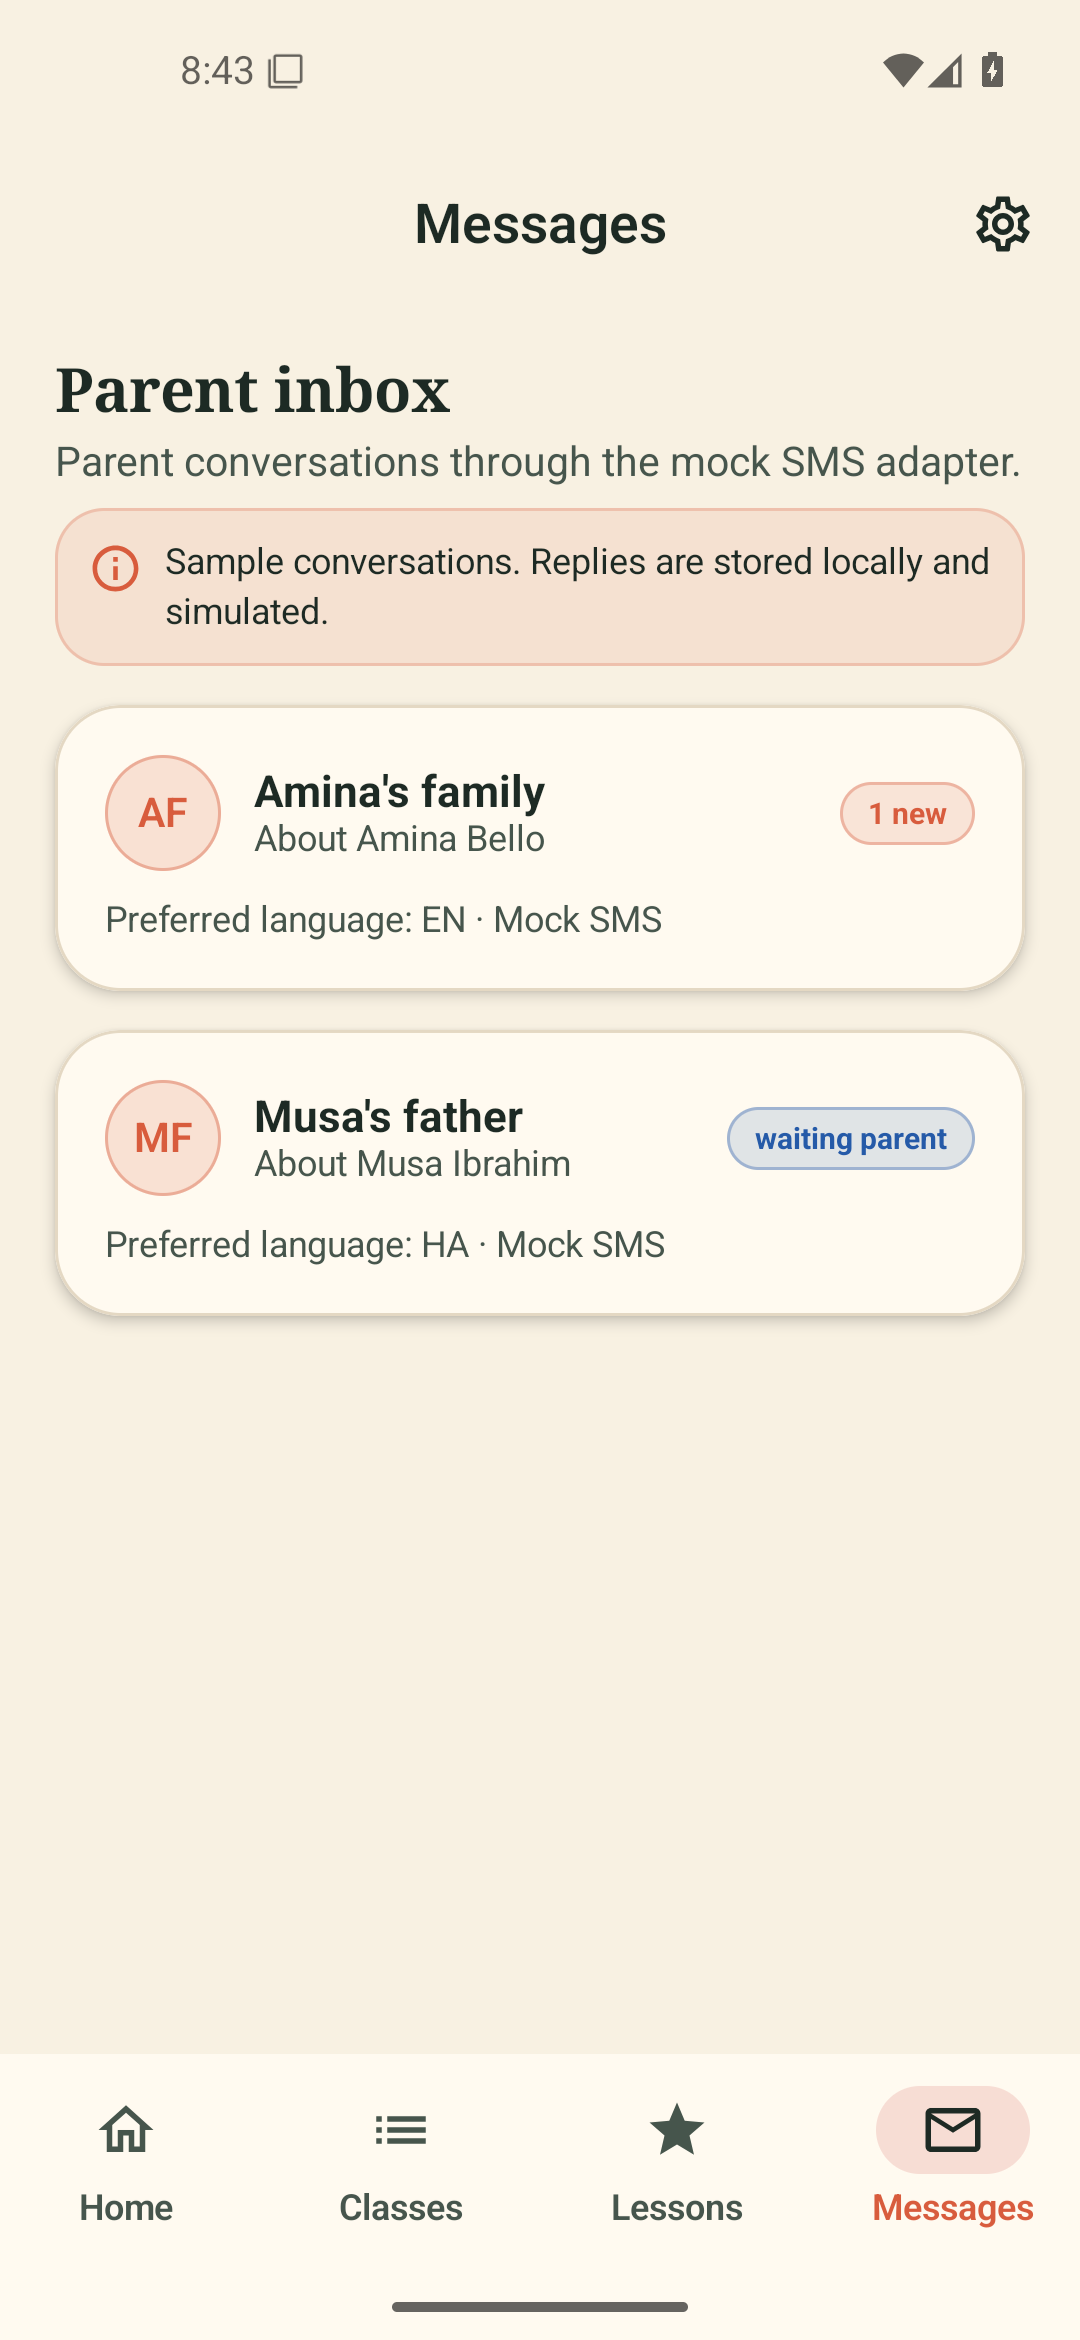 8:43
Messages
Parent inbox
Parent conversations through the mock SMS adapter.
Sample conversations. Replies are stored locally and
simulated.
AF
Amina's family
About Amina Bello
1 new
Preferred language: EN · Mock SMS
MF
Musa's father
About Musa Ibrahim
waiting parent
Preferred language: HA · Mock SMS
Home
Classes
Lessons
Messages